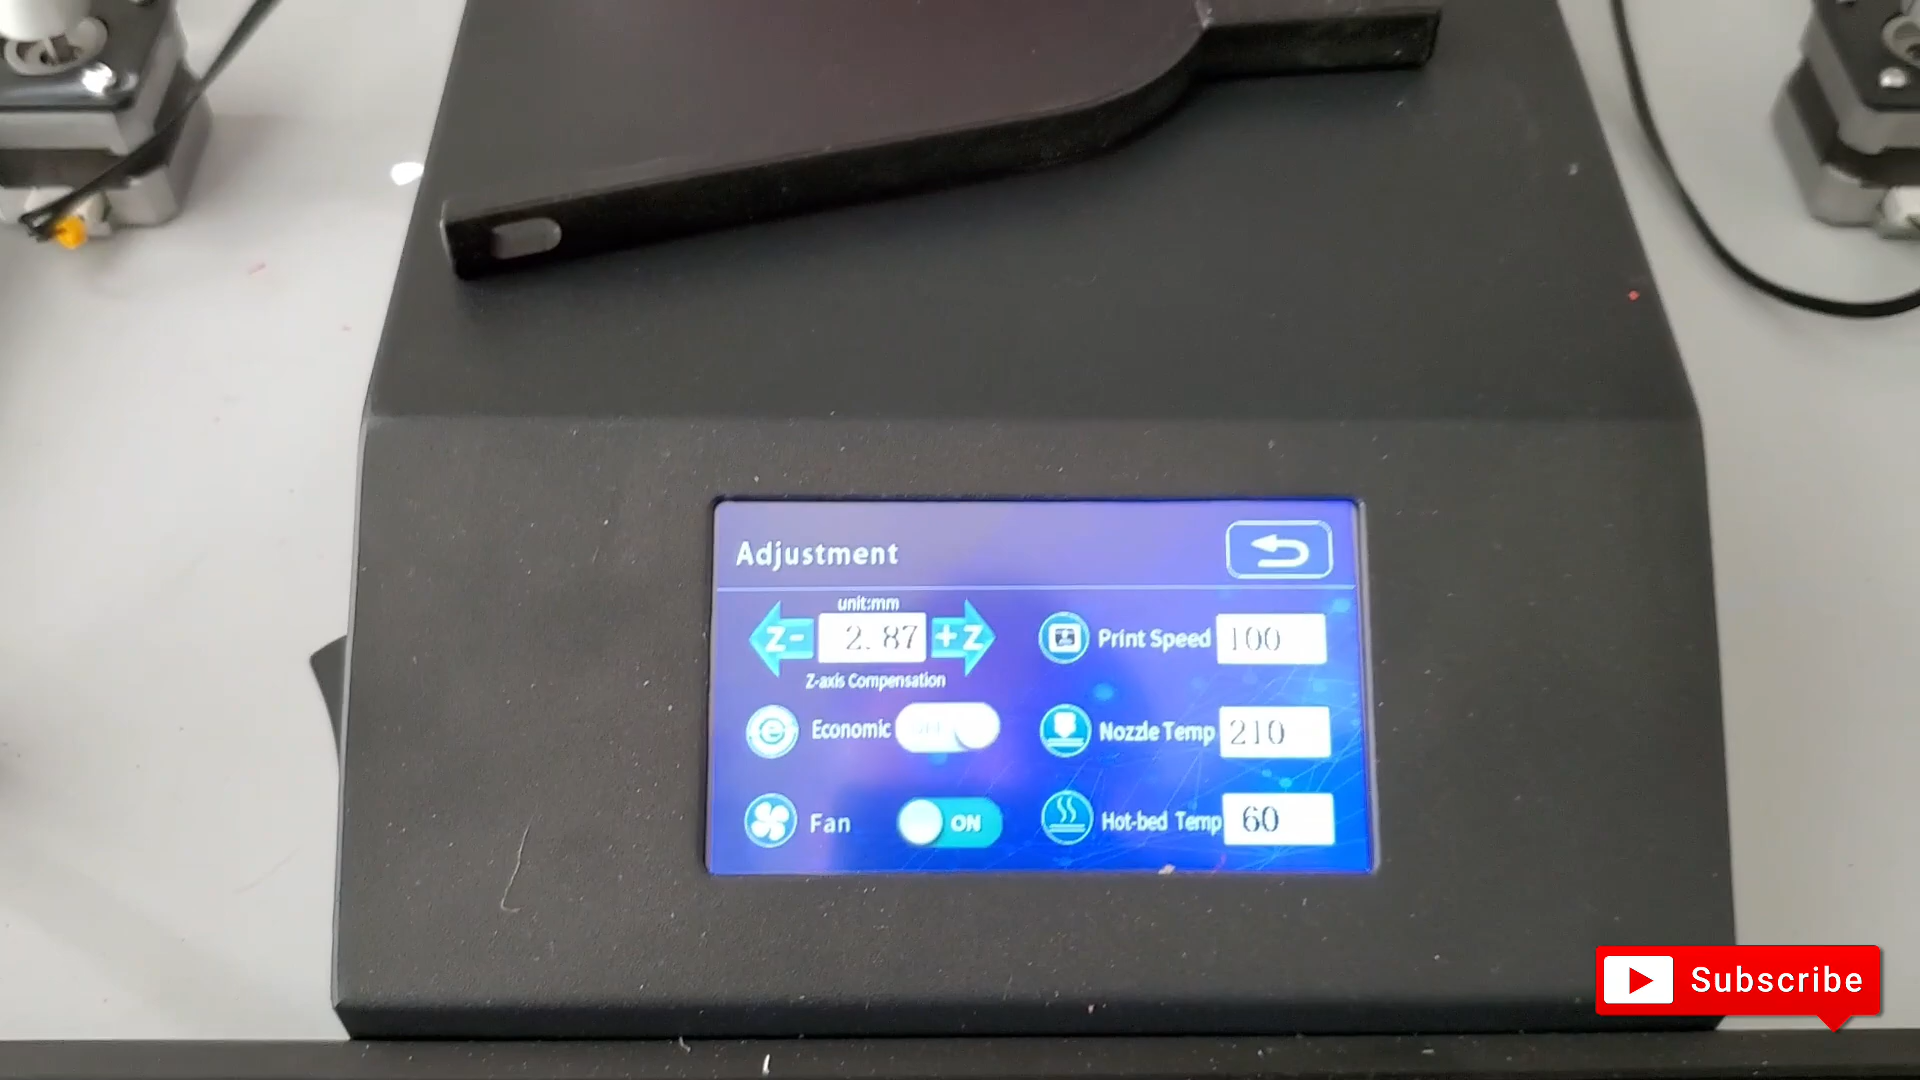 Adjustment
unit:mm
Z- 2.87 +Z
Z-axis Compensation
Print Speed 100
Economic
Nozzle Temp 210
Fan ON
Hot-bed Temp 60
Subscribe